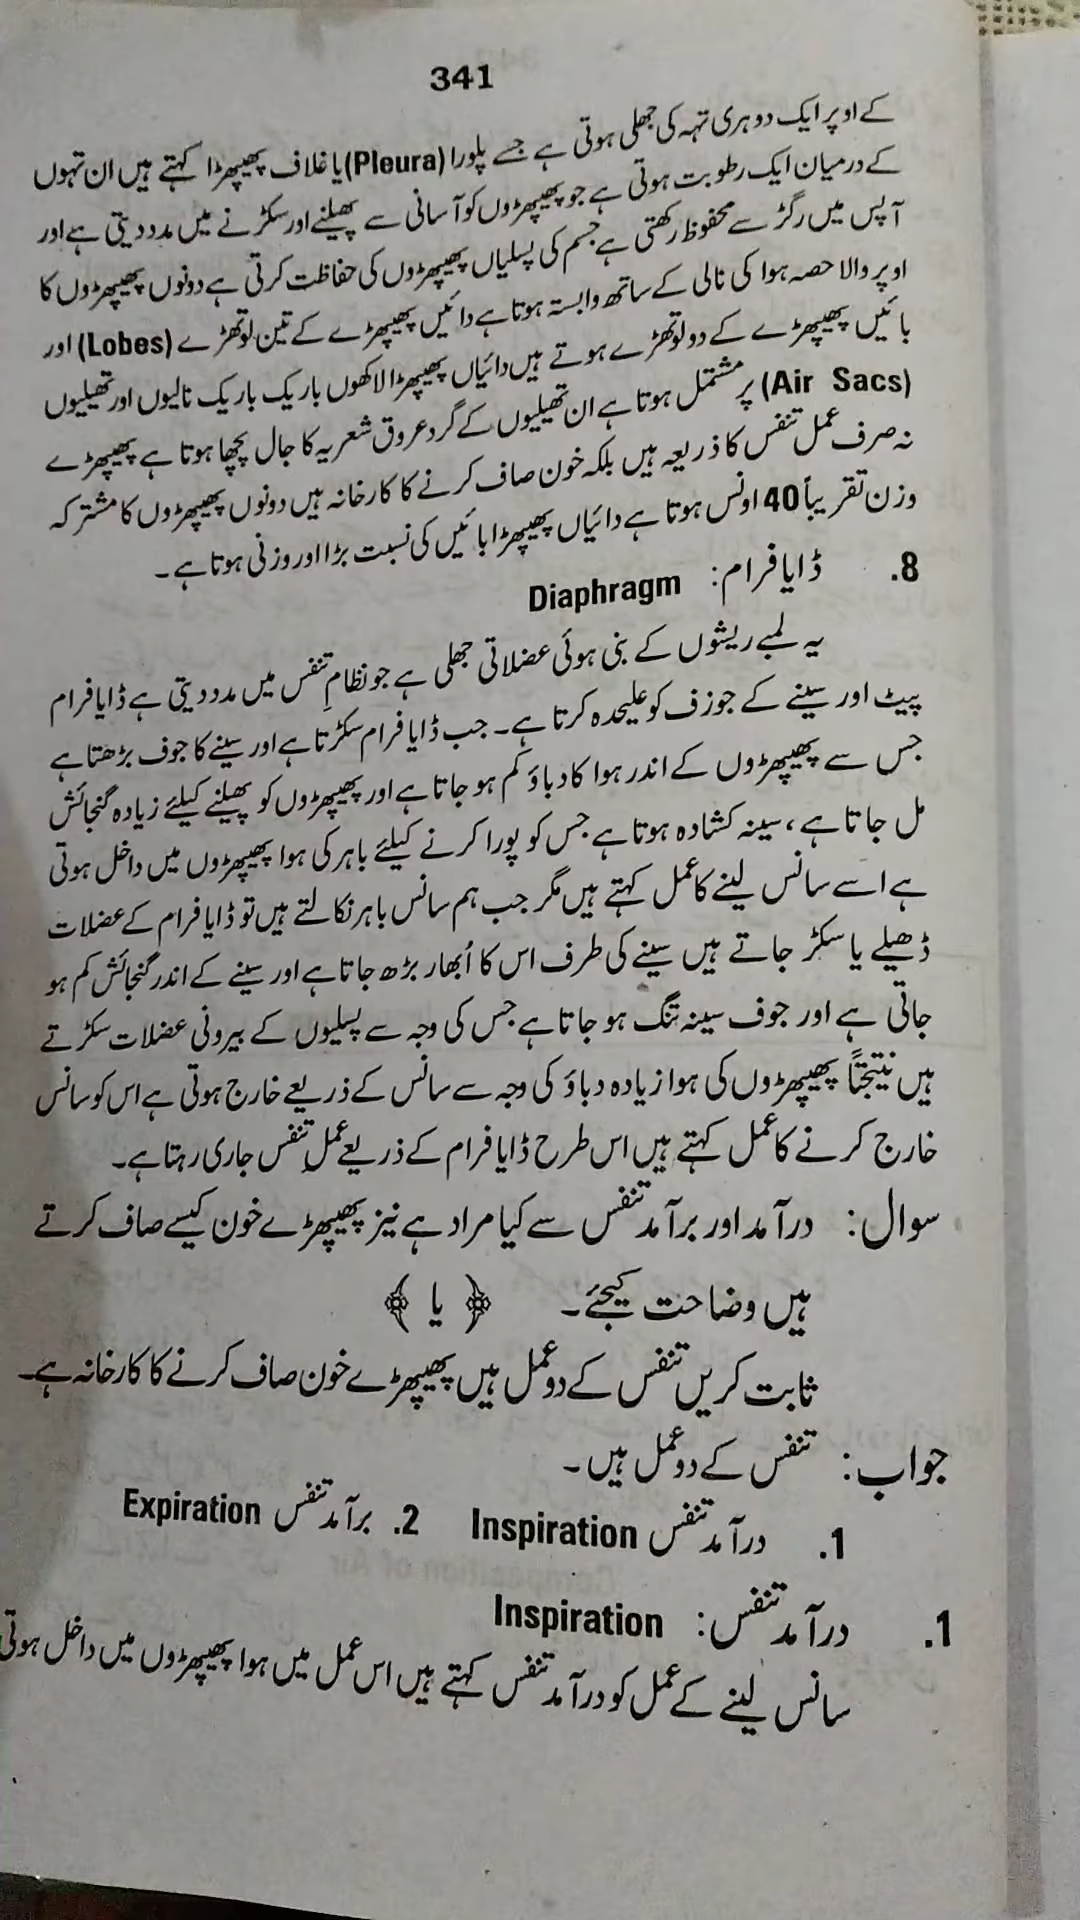 341
کے اوپر ایک دوہری تہہ کی جھلی ہوتی ہے جسے پلورا (Pleura) یا غلاف پھیپھڑا کہتے ہیں ان تہوں
کے درمیان ایک رطوبت ہوتی ہے جو پھیپھڑوں کو آسانی سے پھیلنے اور سکڑنے میں مدد دیتی ہے اور
آپس میں رگڑ سے محفوظ رکھتی ہے جسم کی پسلیاں پھیپھڑوں کی حفاظت کرتی ہے دونوں پھیپھڑوں کا
اوپر والا حصہ ہوا کی نالی کے ساتھ وابستہ ہوتا ہے دائیں پھیپھڑے کے تین لوتھڑے (Lobes) اور
بائیں پھیپھڑے کے دو لوتھڑے ہوتے ہیں دائیاں پھیپھڑا لاکھوں باریک باریک نالیوں اور تھیلیوں
(Air Sacs) پر مشتمل ہوتا ہے ان تھیلیوں کے گرد عروق شعریہ کا جال بچھا ہوتا ہے پھیپھڑے
نہ صرف عمل تنفس کا ذریعہ ہیں بلکہ خون صاف کرنے کا کارخانہ ہیں دونوں پھیپھڑوں کا مشترکہ
وزن تقریباً 40 اونس ہوتا ہے دائیاں پھیپھڑا بائیں کی نسبت بڑا اور وزنی ہوتا ہے۔
8. ڈایا فرام: Diaphragm
یہ لمبے ریشوں کے بنی ہوئی عضلاتی جھلی ہے جو نظامِ تنفس میں مدد دیتی ہے ڈایا فرام
پیٹ اور سینے کے جوزف کو علیحدہ کرتا ہے۔ جب ڈایا فرام سکڑتا ہے اور سینے کا جوف بڑھتا ہے
جس سے پھیپھڑوں کے اندر ہوا کا دباؤ کم ہو جاتا ہے اور پھیپھڑوں کو پھیلنے کیلئے زیادہ گنجائش
مل جاتا ہے، سینہ کشادہ ہوتا ہے جس کو پورا کرنے کیلئے باہر کی ہوا پھیپھڑوں میں داخل ہوتی
ہے اسے سانس لینے کا عمل کہتے ہیں مگر جب ہم سانس باہر نکالتے ہیں تو ڈایا فرام کے عضلات
ڈھیلے یا سکڑ جاتے ہیں سینے کی طرف اس کا اُبھار بڑھ جاتا ہے اور سینے کے اندر گنجائش کم ہو
جاتی ہے اور جوف سینہ تنگ ہو جاتا ہے جس کی وجہ سے پسلیوں کے بیرونی عضلات سکڑتے
ہیں نتیجتاً پھیپھڑوں کی ہوا زیادہ دباؤ کی وجہ سے سانس کے ذریعے خارج ہوتی ہے اس کو سانس
خارج کرنے کا عمل کہتے ہیں اس طرح ڈایا فرام کے ذریعے عملِ تنفس جاری رہتا ہے۔
سوال: درآمد اور برآمد تنفس سے کیا مراد ہے نیز پھیپھڑے خون کیسے صاف کرتے
ہیں وضاحت کیجئے۔ ﴿ یا ﴾
ثابت کریں تنفس کے دو عمل ہیں پھیپھڑے خون صاف کرنے کا کارخانہ ہے۔
جواب: تنفس کے دو عمل ہیں۔
1. درآمد تنفس Inspiration 2. برآمد تنفس Expiration
1. درآمد تنفس: Inspiration
سانس لینے کے عمل کو درآمد تنفس کہتے ہیں اس عمل میں ہوا پھیپھڑوں میں داخل ہوتی